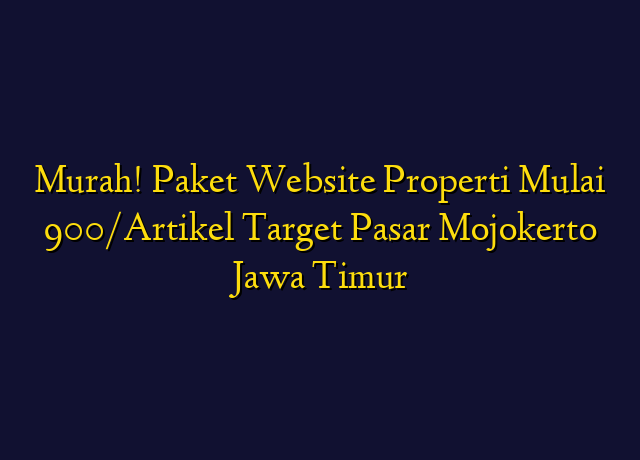 Murah! Paket Website Properti Mulai
900/Artikel Target Pasar Mojokerto
Jawa Timur